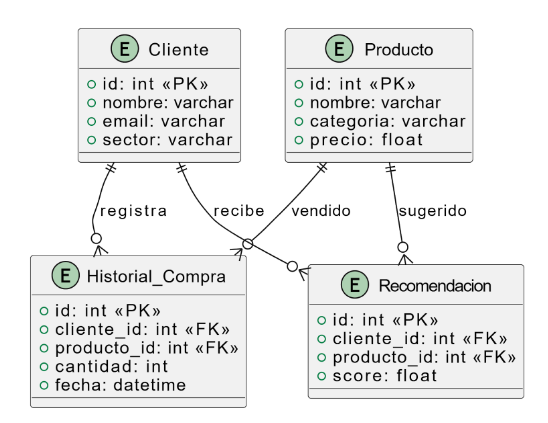 E Cliente
id: int «PK»
nombre: varchar
email: varchar
sector: varchar
E Producto
id: int «PK»
nombre: varchar
categoria: varchar
precio: float
registra
recibe
vendido
sugerido
E Historial_Compra
id: int «PK»
cliente_id: int «FK»
producto_id: int «FK»
cantidad: int
fecha: datetime
E Recomendacion
id: int «PK»
cliente_id: int «FK»
producto_id: int «FK»
score: float